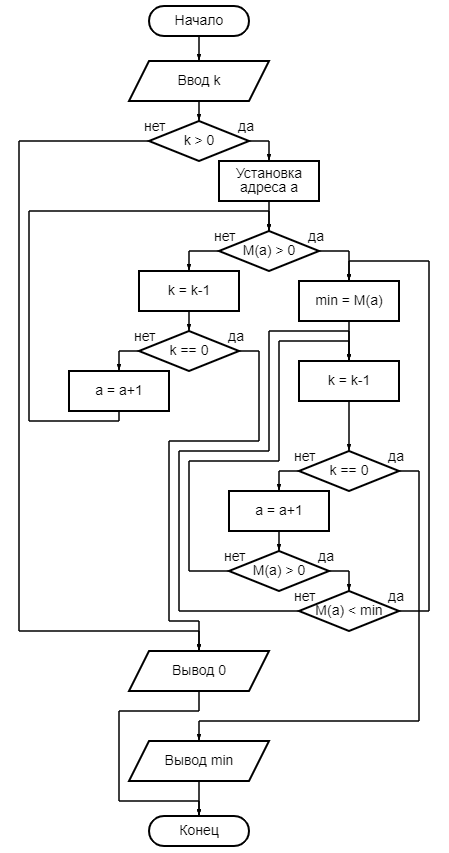 Начало
Ввод k
нет
да
k > 0
Установка
адреса a
нет
да
M(a) > 0
k = k-1
min = M(a)
нет
да
k == 0
a = a+1
k = k-1
нет
да
k == 0
a = a+1
нет
да
M(a) > 0
нет
да
M(a) < min
Вывод 0
Вывод min
Конец